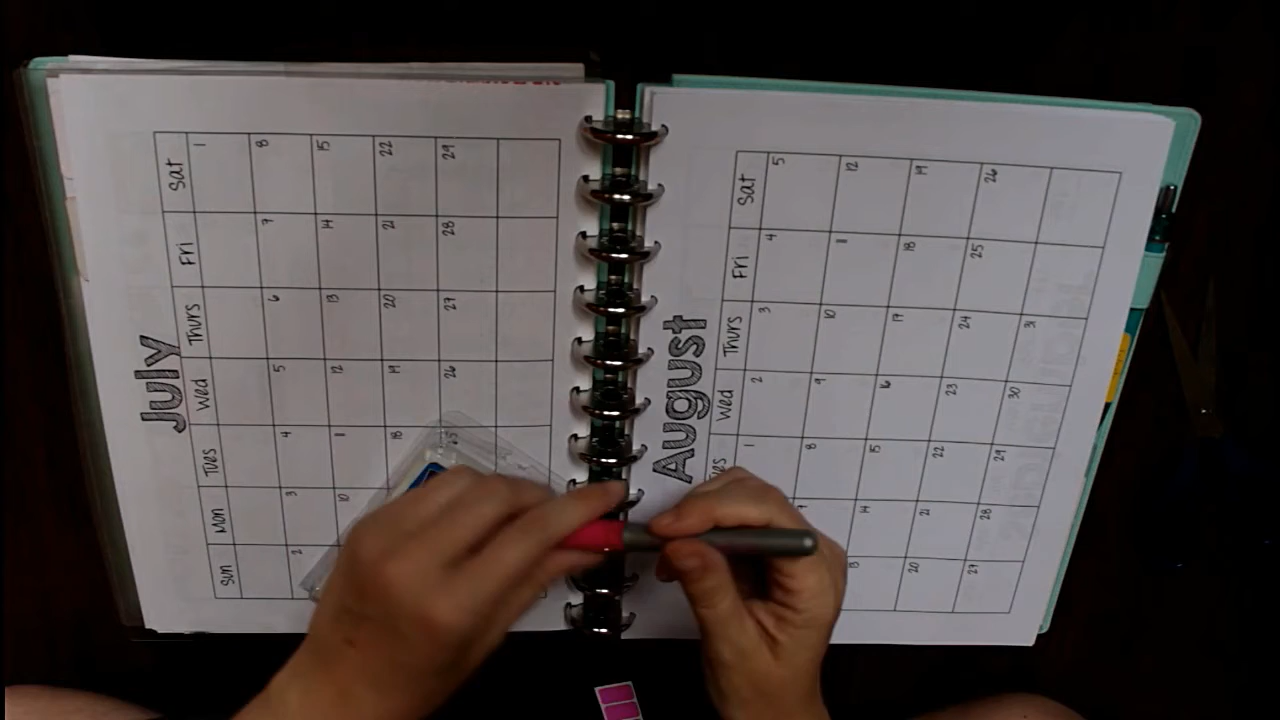 July
Sun Mon Tues Wed Thurs Fri Sat
1
2 3 4 5 6 7 8
10 11 12 13 14 15
18 19 20 21 22
25 26 27 28 29
August
Wed Thurs Fri Sat
1 2 3 4 5
7 8 9 10 11 12
13 14 15 16 17 18 19
20 21 22 23 24 25 26
27 28 29 30 31